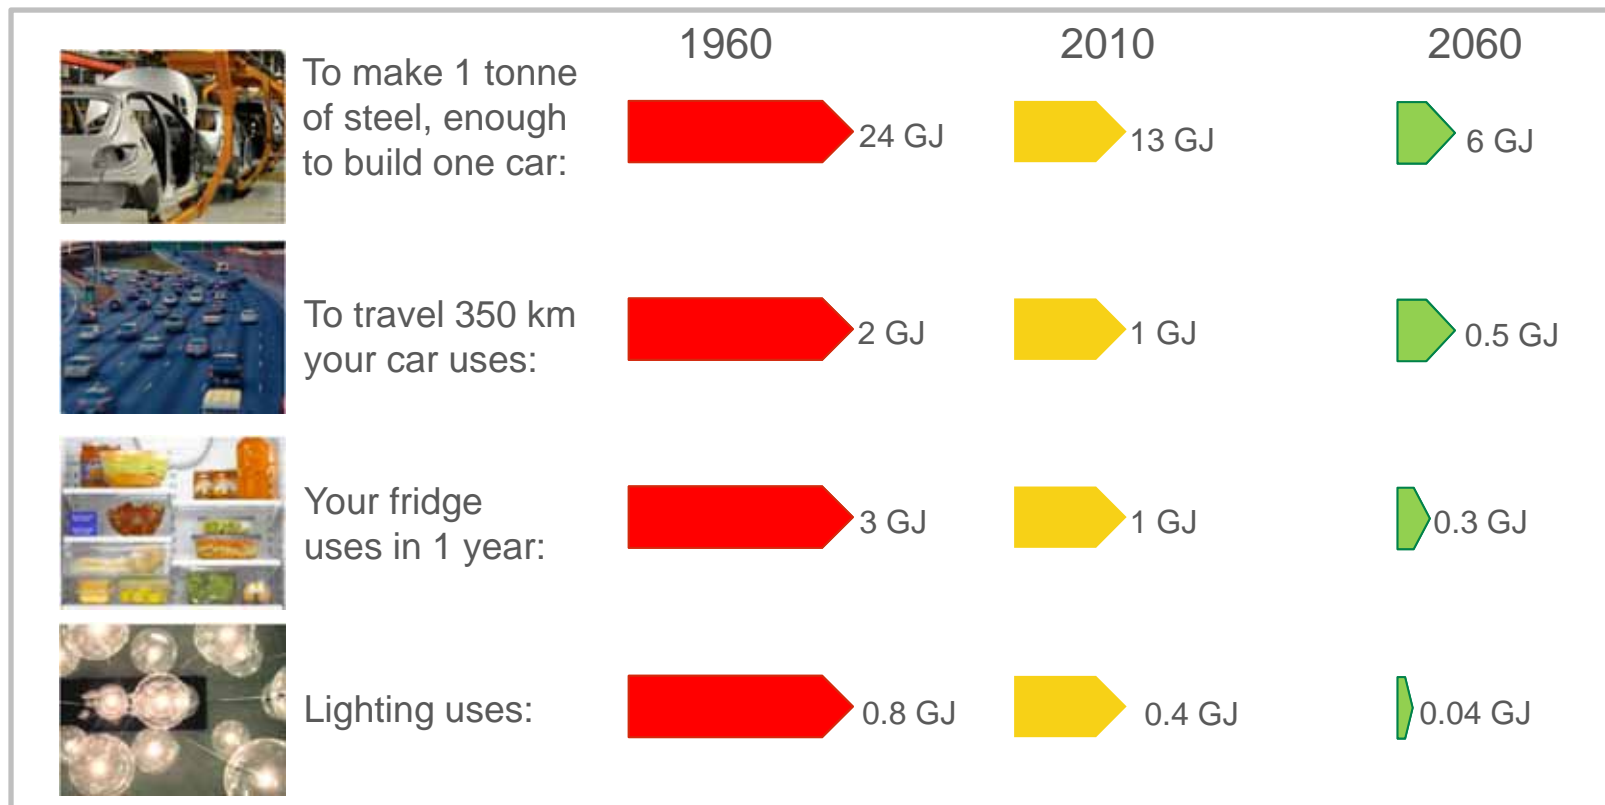 1960
2010
2060
To make 1 tonne
of steel, enough
to build one car:
24 GJ
13 GJ
6 GJ
To travel 350 km
your car uses:
2 GJ
1 GJ
0.5 GJ
Your fridge
uses in 1 year:
3 GJ
1 GJ
0.3 GJ
Lighting uses:
0.8 GJ
0.4 GJ
0.04 GJ